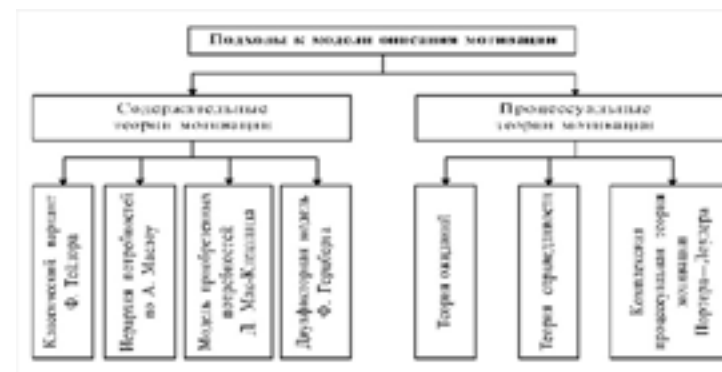 Подходы к модели описания мотивации
Содержательные
теории мотивации
Процессуальные
теории мотивации
Классический вариант
Ф. Тейлора
Иерархия потребностей
по А. Маслоу
Модель приобретенных
потребностей
Д. Мак-Клелланда
Двухфакторная модель
Ф. Герцберга
Теория ожиданий
Теория справедливости
Комплексная
процессуальная теория
Портера—Лоулера